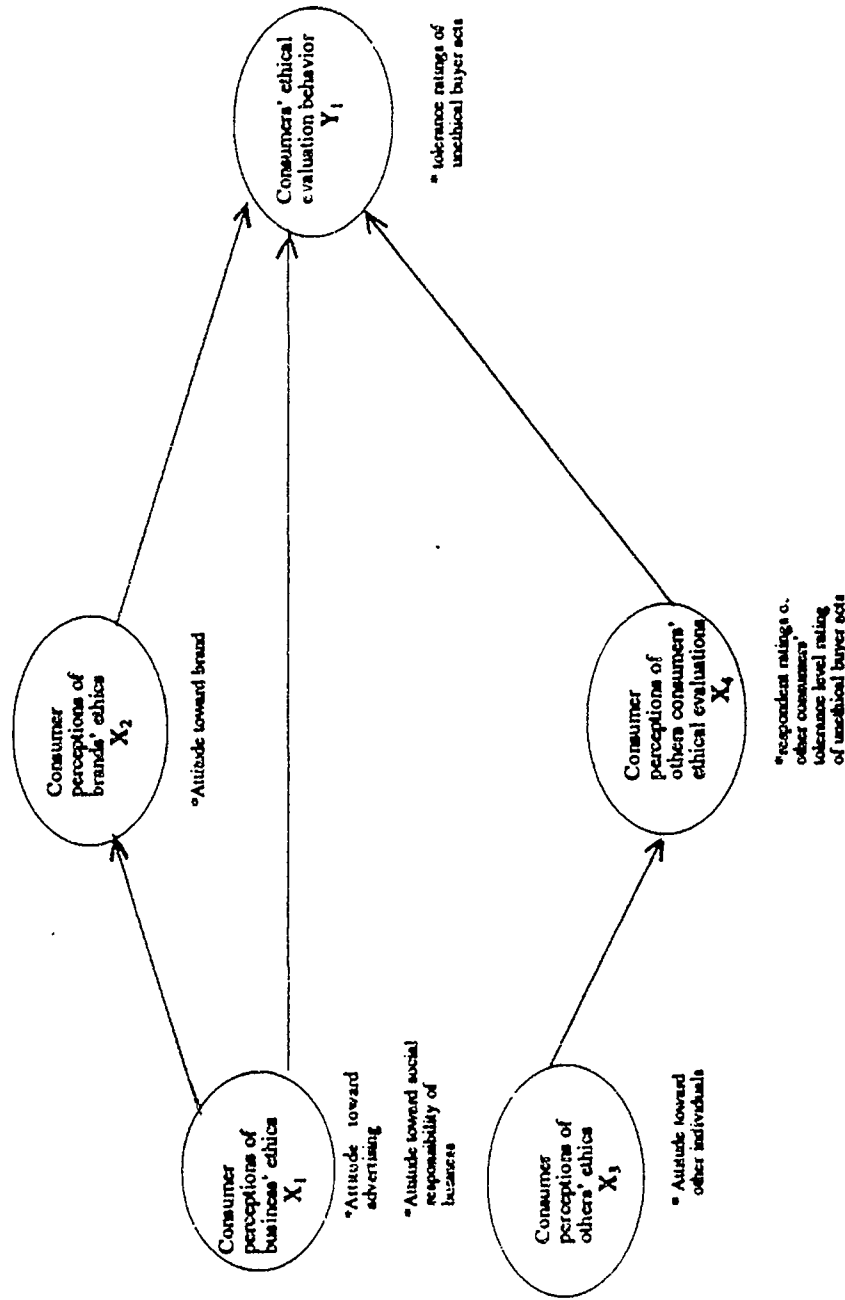 Consumer
perceptions of
business' ethics
X1
*Attitude toward
advertising
*Attitude toward social
responsibility of
business
Consumer
perceptions of
brands' ethics
X2
*Attitude toward brand
Consumers' ethical
evaluation behavior
Y1
* tolerance ratings of
unethical buyer acts
Consumer
perceptions of
others' ethics
X3
* Attitude toward
other individuals
Consumer
perceptions of
others consumers'
ethical evaluations
X4
*respondent ratings o.
other consumers'
tolerance level rating
of unethical buyer acts